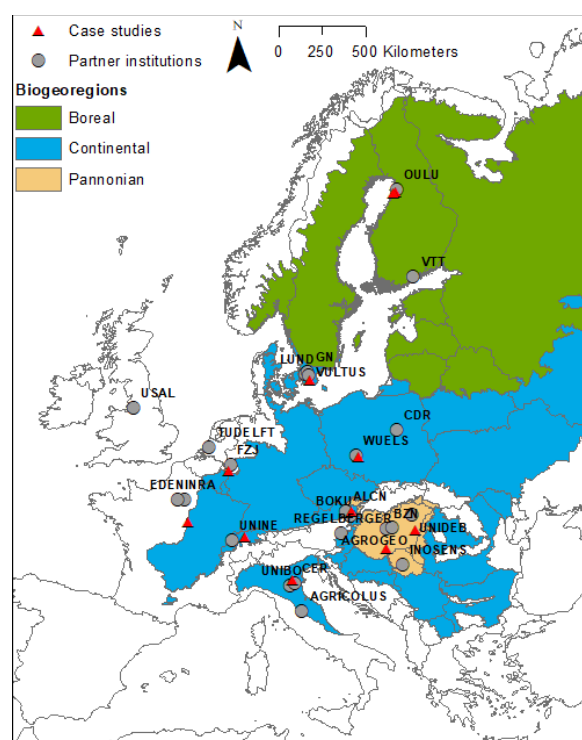 Case studies
Partner institutions
N
0 250 500 Kilometers
Biogeoregions
Boreal
Continental
Pannonian
OULU
VTT
LUND GN
VULTUS
USAL
CDR
TUDELFT
FZJ
WUELS
EDENINRA
BOKU ALCN
REGELBERGER BZN
UNIDEB
UNINE
AGROGEO
INOSENS
UNIBO CER
AGRICOLUS